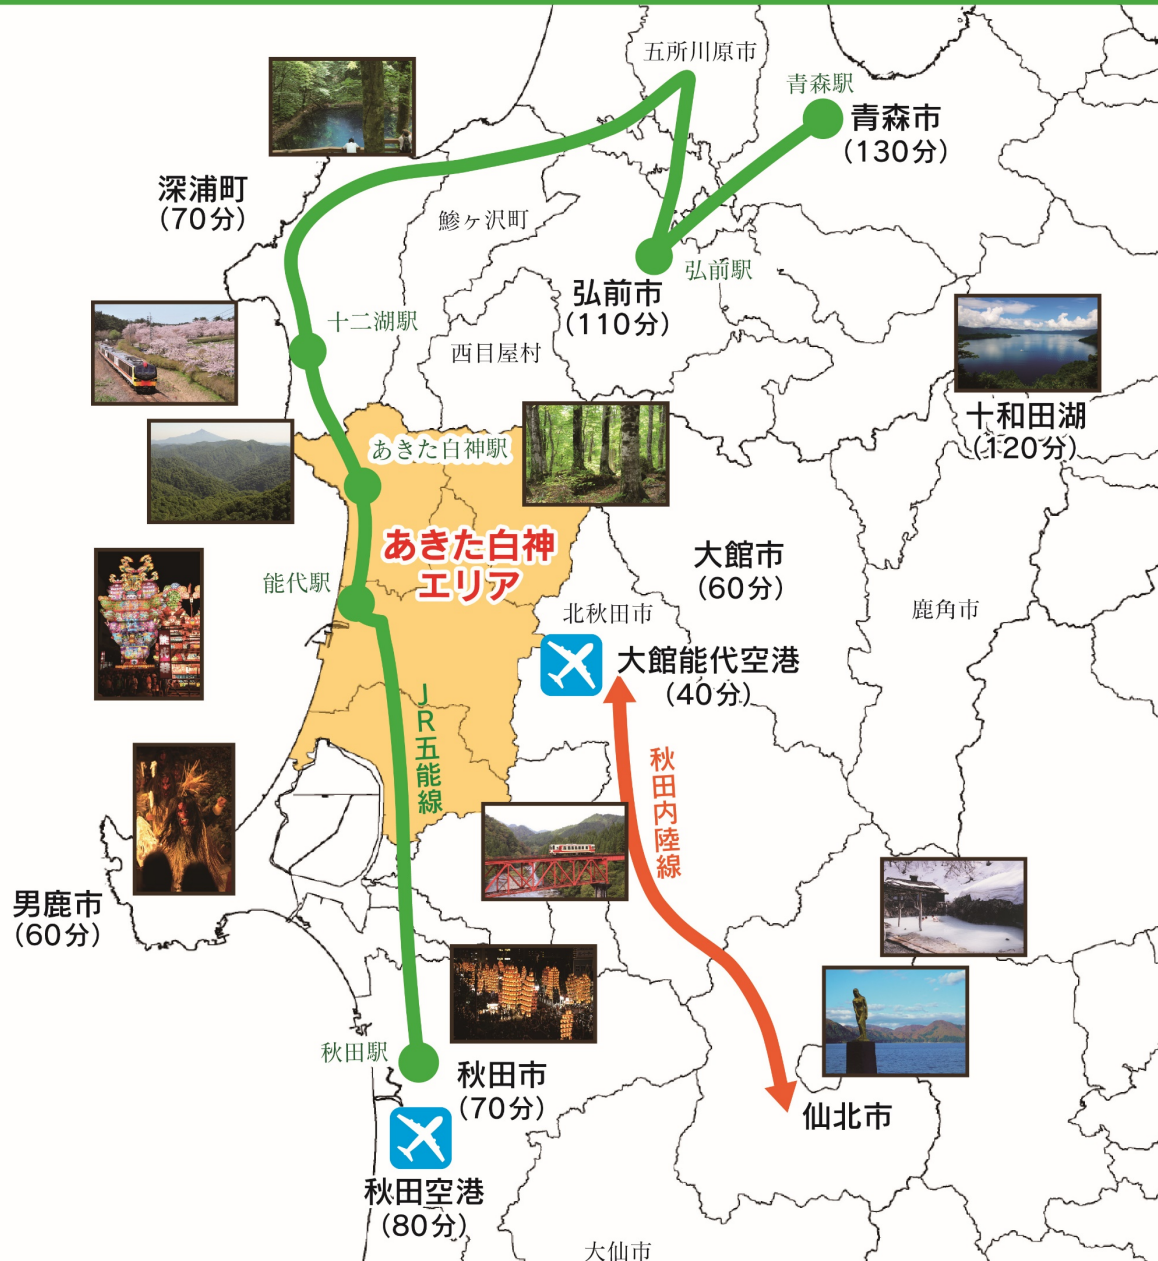 五所川原市
青森駅
青森市
(130分)
深浦町
(70分)
鰺ヶ沢町
弘前駅
弘前市
(110分)
十二湖駅
西目屋村
十和田湖
(120分)
あきた白神駅
あきた白神
エリア
大館市
(60分)
能代駅
北秋田市
鹿角市
大館能代空港
(40分)
JR五能線
秋田内陸線
男鹿市
(60分)
秋田駅
秋田市
(70分)
仙北市
秋田空港
(80分)
大仙市